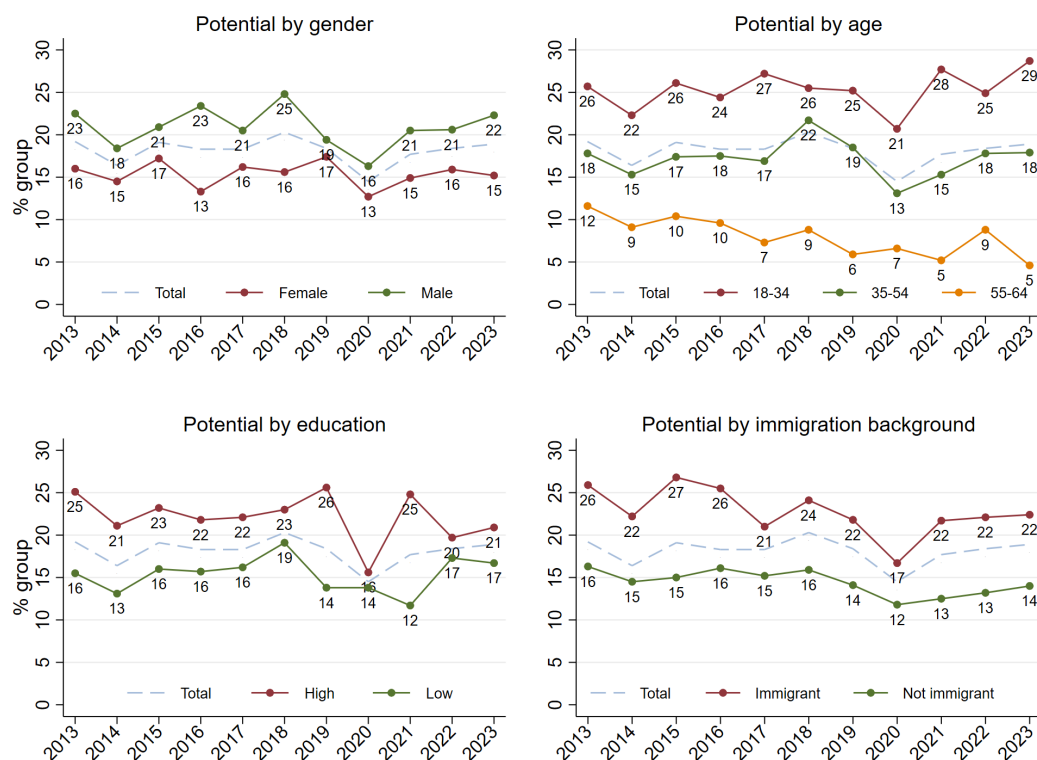 Potential by gender
% group
30
25
20
15
10
5
0
23 18 21 23 21 25 19 16 21 21 22
16 15 17 13 16 16 17 13 15 16 15
Total Female Male
2013 2014 2015 2016 2017 2018 2019 2020 2021 2022 2023
Potential by age
30
25
20
15
10
5
0
26 22 26 24 27 26 25 21 28 25 29
18 15 17 18 17 22 19 13 15 18 18
12 9 10 10 7 9 6 7 5 9 5
Total 18-34 35-54 55-64
2013 2014 2015 2016 2017 2018 2019 2020 2021 2022 2023
Potential by education
% group
30
25
20
15
10
5
0
25 21 23 22 22 23 26 16 25 20 21
16 13 16 16 16 19 14 14 12 17 17
Total High Low
2013 2014 2015 2016 2017 2018 2019 2020 2021 2022 2023
Potential by immigration background
30
25
20
15
10
5
0
26 22 27 26 21 24 22 17 22 22 22
16 15 15 16 15 16 14 12 13 13 14
Total Immigrant Not immigrant
2013 2014 2015 2016 2017 2018 2019 2020 2021 2022 2023